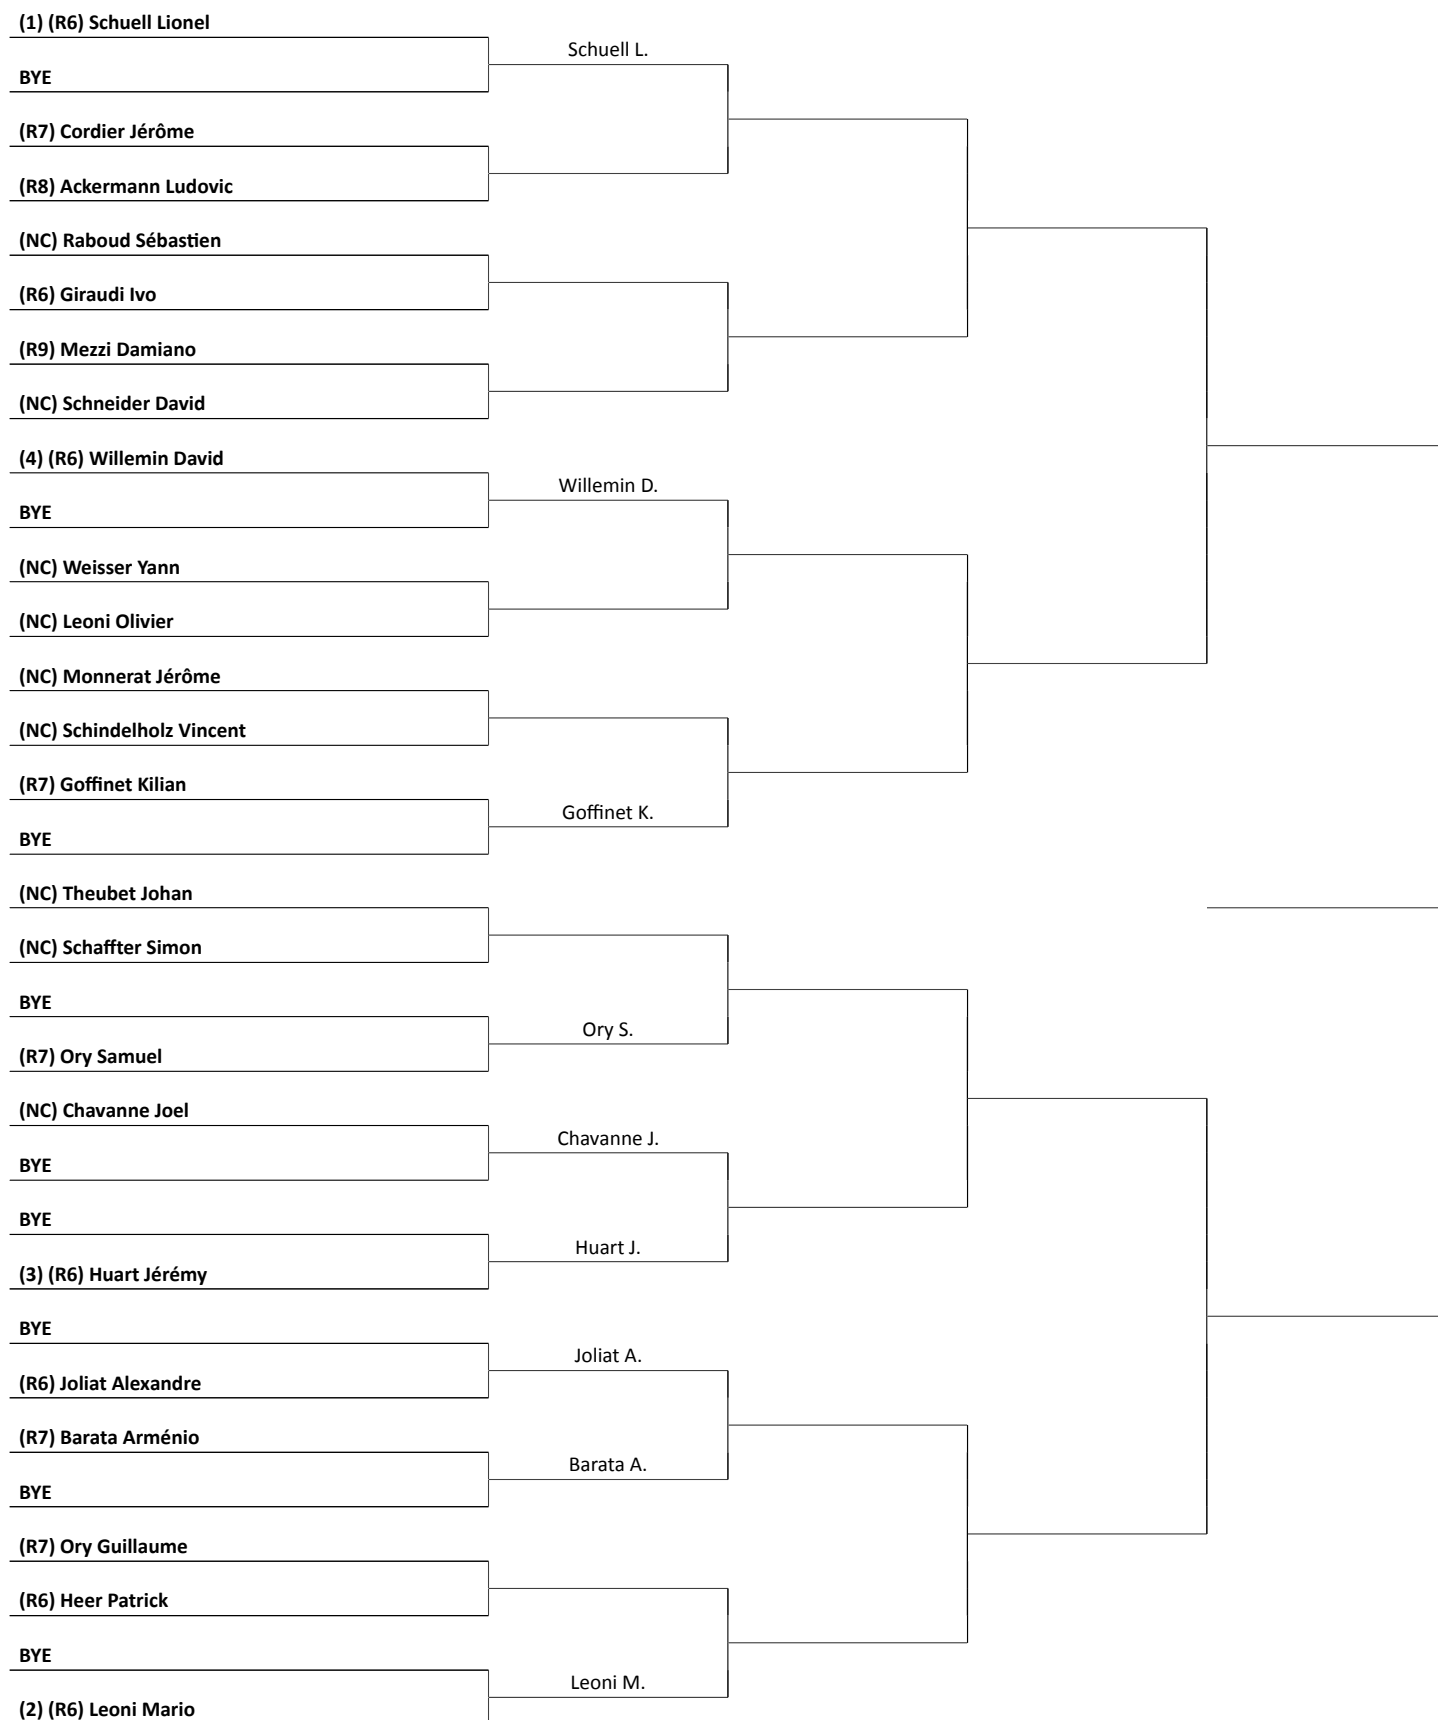 (1) (R6) Schuell Lionel
Schuell L.
BYE
(R7) Cordier Jérôme
(R8) Ackermann Ludovic
(NC) Raboud Sébastien
(R6) Giraudi Ivo
(R9) Mezzi Damiano
(NC) Schneider David
(4) (R6) Willemin David
Willemin D.
BYE
(NC) Weisser Yann
(NC) Leoni Olivier
(NC) Monnerat Jérôme
(NC) Schindelholz Vincent
(R7) Goffinet Kilian
Goffinet K.
BYE
(NC) Theubet Johan
(NC) Schaffter Simon
BYE
Ory S.
(R7) Ory Samuel
(NC) Chavanne Joel
Chavanne J.
BYE
BYE
Huart J.
(3) (R6) Huart Jérémy
BYE
Joliat A.
(R6) Joliat Alexandre
(R7) Barata Arménio
Barata A.
BYE
(R7) Ory Guillaume
(R6) Heer Patrick
BYE
Leoni M.
(2) (R6) Leoni Mario